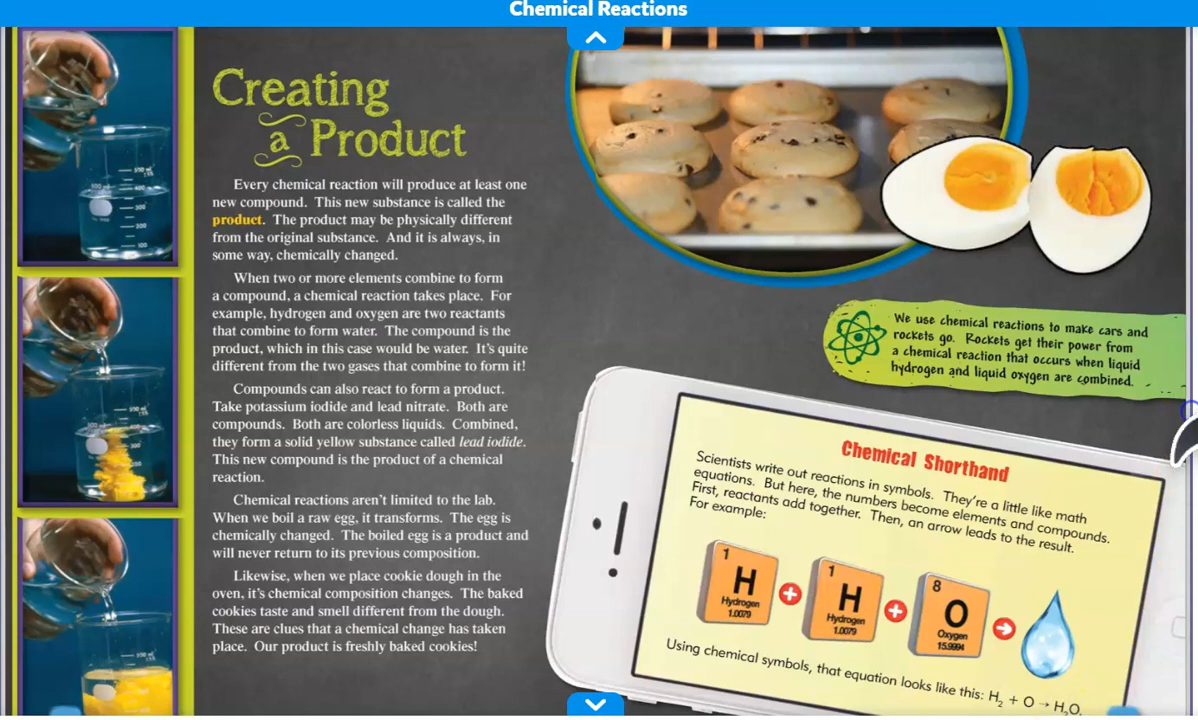 Chemical Reactions
Creating
a Product
Every chemical reaction will produce at least one
new compound. This new substance is called the
product. The product may be physically different
from the original substance. And it is always, in
some way, chemically changed.
When two or more elements combine to form
a compound, a chemical reaction takes place. For
example, hydrogen and oxygen are two reactants
that combine to form water. The compound is the
product, which in this case would be water. It's quite
different from the two gases that combine to form it!
Compounds can also react to form a product.
Take potassium iodide and lead nitrate. Both are
compounds. Both are colorless liquids. Combined,
they form a solid yellow substance called lead iodide.
This new compound is the product of a chemical
reaction.
Chemical reactions aren't limited to the lab.
When we boil a raw egg, it transforms. The egg is
chemically changed. The boiled egg is a product and
will never return to its previous composition.
Likewise, when we place cookie dough in the
oven, it's chemical composition changes. The baked
cookies taste and smell different from the dough.
These are clues that a chemical change has taken
place. Our product is freshly baked cookies!
We use chemical reactions to make cars and
rockets go. Rockets get their power from
a chemical reaction that occurs when liquid
hydrogen and liquid oxygen are combined.
Chemical Shorthand
Scientists write out reactions in symbols. They're a little like math
equations. But here, the numbers become elements and compounds.
First, reactants add together. Then, an arrow leads to the result.
For example:
1
H
Hydrogen
1.0079
+
1
H
Hydrogen
1.0079
+
8
O
Oxygen
15.9994
→
Using chemical symbols, that equation looks like this: H₂ + O → H₂O.